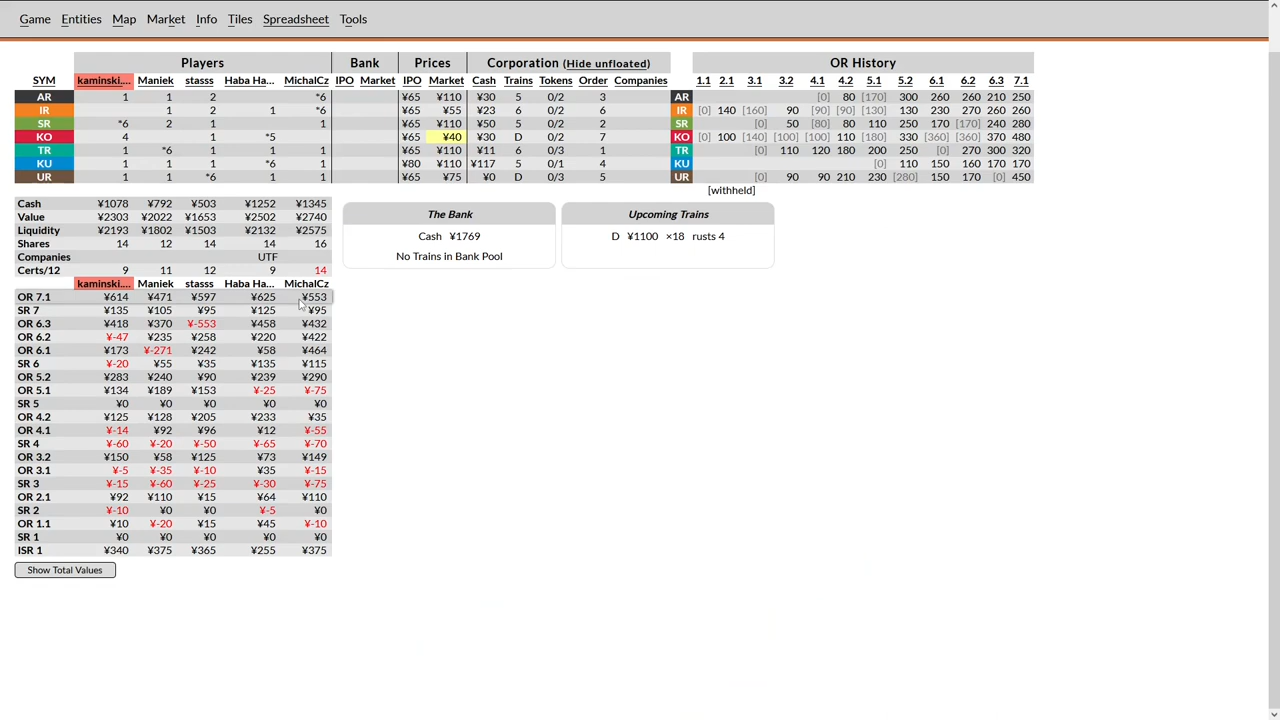 Game Entities Map Market Info Tiles Spreadsheet Tools
Players Bank Prices Corporation (Hide unfloated) OR History
SYM kaminski.... Maniek stasss Haba Ha... MichalCz IPO Market IPO Market Cash Trains Tokens Order Companies 1.1 2.1 3.1 3.2 4.1 4.2 5.1 5.2 6.1 6.2 6.3 7.1
AR 1 1 2 *6 ¥65 ¥110 ¥30 5 0/2 3 AR [0] 80 [170] 300 260 260 210 250
IR 1 2 1 *6 ¥65 ¥55 ¥23 6 0/2 6 IR [0] 140 [160] 90 [90] [90] [130] 130 230 270 260 260
SR *6 2 1 1 ¥65 ¥110 ¥50 5 0/2 2 SR [0] 50 [80] 80 110 250 170 [170] 240 280
KO 4 1 *5 ¥65 ¥40 ¥30 D 0/2 7 KO [0] 100 [140] [100] [100] 110 [180] 330 [360] [360] 370 480
TR 1 *6 1 1 1 ¥65 ¥110 ¥11 6 0/3 1 TR [0] 110 120 180 200 250 [0] 270 300 320
KU 1 1 1 *6 1 ¥80 ¥110 ¥117 5 0/1 4 KU [0] 110 150 160 170 170
UR 1 1 *6 1 1 ¥65 ¥75 ¥0 D 0/3 5 UR [0] 90 90 210 230 [280] 150 170 [0] 450
[withheld]
Cash ¥1078 ¥792 ¥503 ¥1252 ¥1345
Value ¥2303 ¥2022 ¥1653 ¥2502 ¥2740
Liquidity ¥2193 ¥1802 ¥1503 ¥2132 ¥2575
Shares 14 12 14 14 16
Companies UTF
Certs/12 9 11 12 9 14
The Bank
Cash ¥1769
No Trains in Bank Pool
Upcoming Trains
D ¥1100 ×18 rusts 4
kaminski.... Maniek stasss Haba Ha... MichalCz
OR 7.1 ¥614 ¥471 ¥597 ¥625 ¥553
SR 7 ¥135 ¥105 ¥95 ¥125 ¥95
OR 6.3 ¥418 ¥370 ¥-553 ¥458 ¥432
OR 6.2 ¥-47 ¥235 ¥258 ¥220 ¥422
OR 6.1 ¥173 ¥-271 ¥242 ¥58 ¥464
SR 6 ¥-20 ¥55 ¥35 ¥135 ¥115
OR 5.2 ¥283 ¥240 ¥90 ¥239 ¥290
OR 5.1 ¥134 ¥189 ¥153 ¥-25 ¥-75
SR 5 ¥0 ¥0 ¥0 ¥0 ¥0
OR 4.2 ¥125 ¥128 ¥205 ¥233 ¥35
OR 4.1 ¥-14 ¥92 ¥96 ¥12 ¥-55
SR 4 ¥-60 ¥-20 ¥-50 ¥-65 ¥-70
OR 3.2 ¥150 ¥58 ¥125 ¥73 ¥149
OR 3.1 ¥-5 ¥-35 ¥-10 ¥35 ¥-15
SR 3 ¥-15 ¥-60 ¥-25 ¥-30 ¥-75
OR 2.1 ¥92 ¥110 ¥15 ¥64 ¥110
SR 2 ¥-10 ¥0 ¥0 ¥-5 ¥0
OR 1.1 ¥10 ¥-20 ¥15 ¥45 ¥-10
SR 1 ¥0 ¥0 ¥0 ¥0 ¥0
ISR 1 ¥340 ¥375 ¥365 ¥255 ¥375
Show Total Values